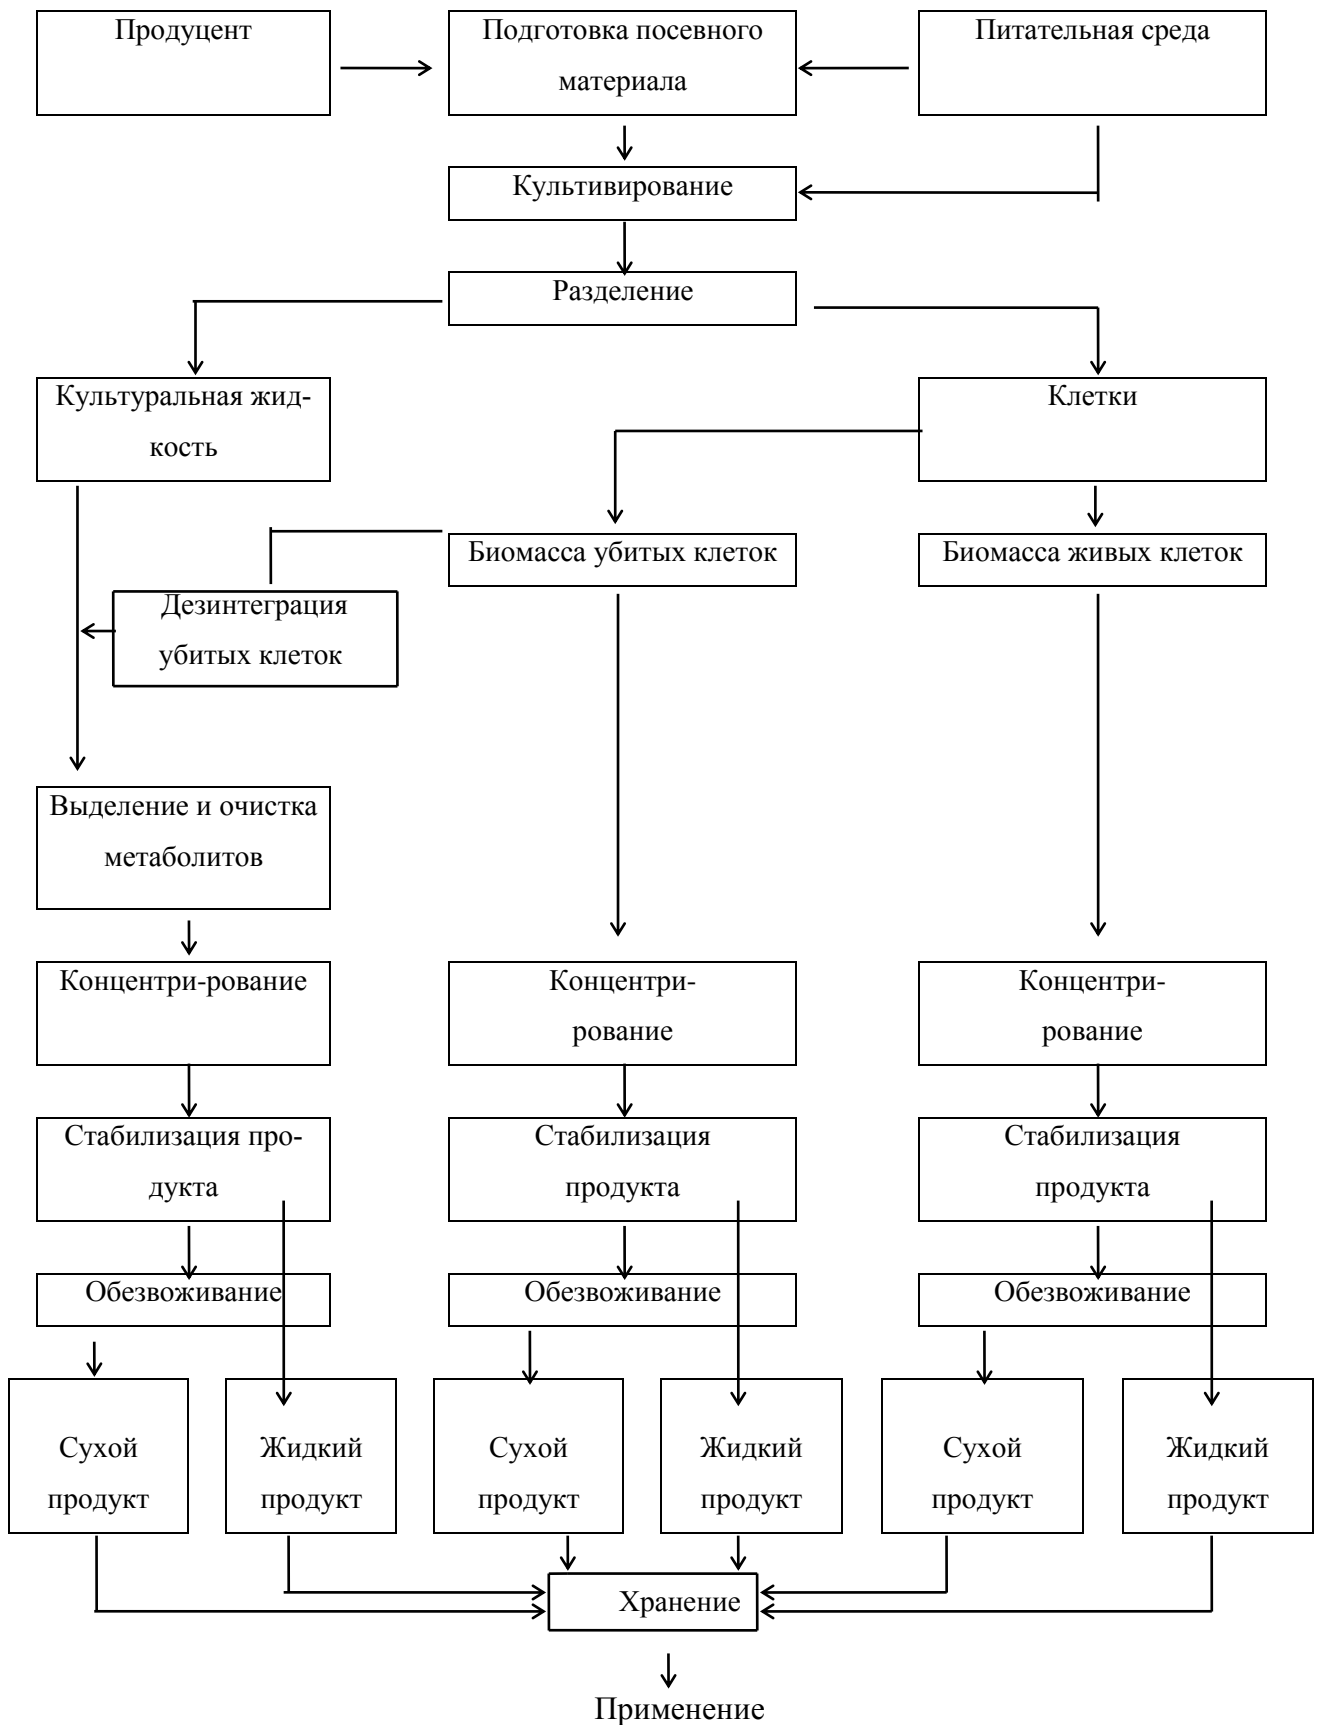 Продуцент
Подготовка посевного
материала
Питательная среда
Культивирование
Разделение
Культуральная жид-
кость
Клетки
Биомасса убитых клеток
Биомасса живых клеток
Дезинтеграция
убитых клеток
Выделение и очистка
метаболитов
Концентри-рование
Концентри-
рование
Концентри-
рование
Стабилизация про-
дукта
Стабилизация
продукта
Стабилизация
продукта
Обезвоживание
Обезвоживание
Обезвоживание
Сухой
продукт
Жидкий
продукт
Сухой
продукт
Жидкий
продукт
Сухой
продукт
Жидкий
продукт
Хранение
Применение